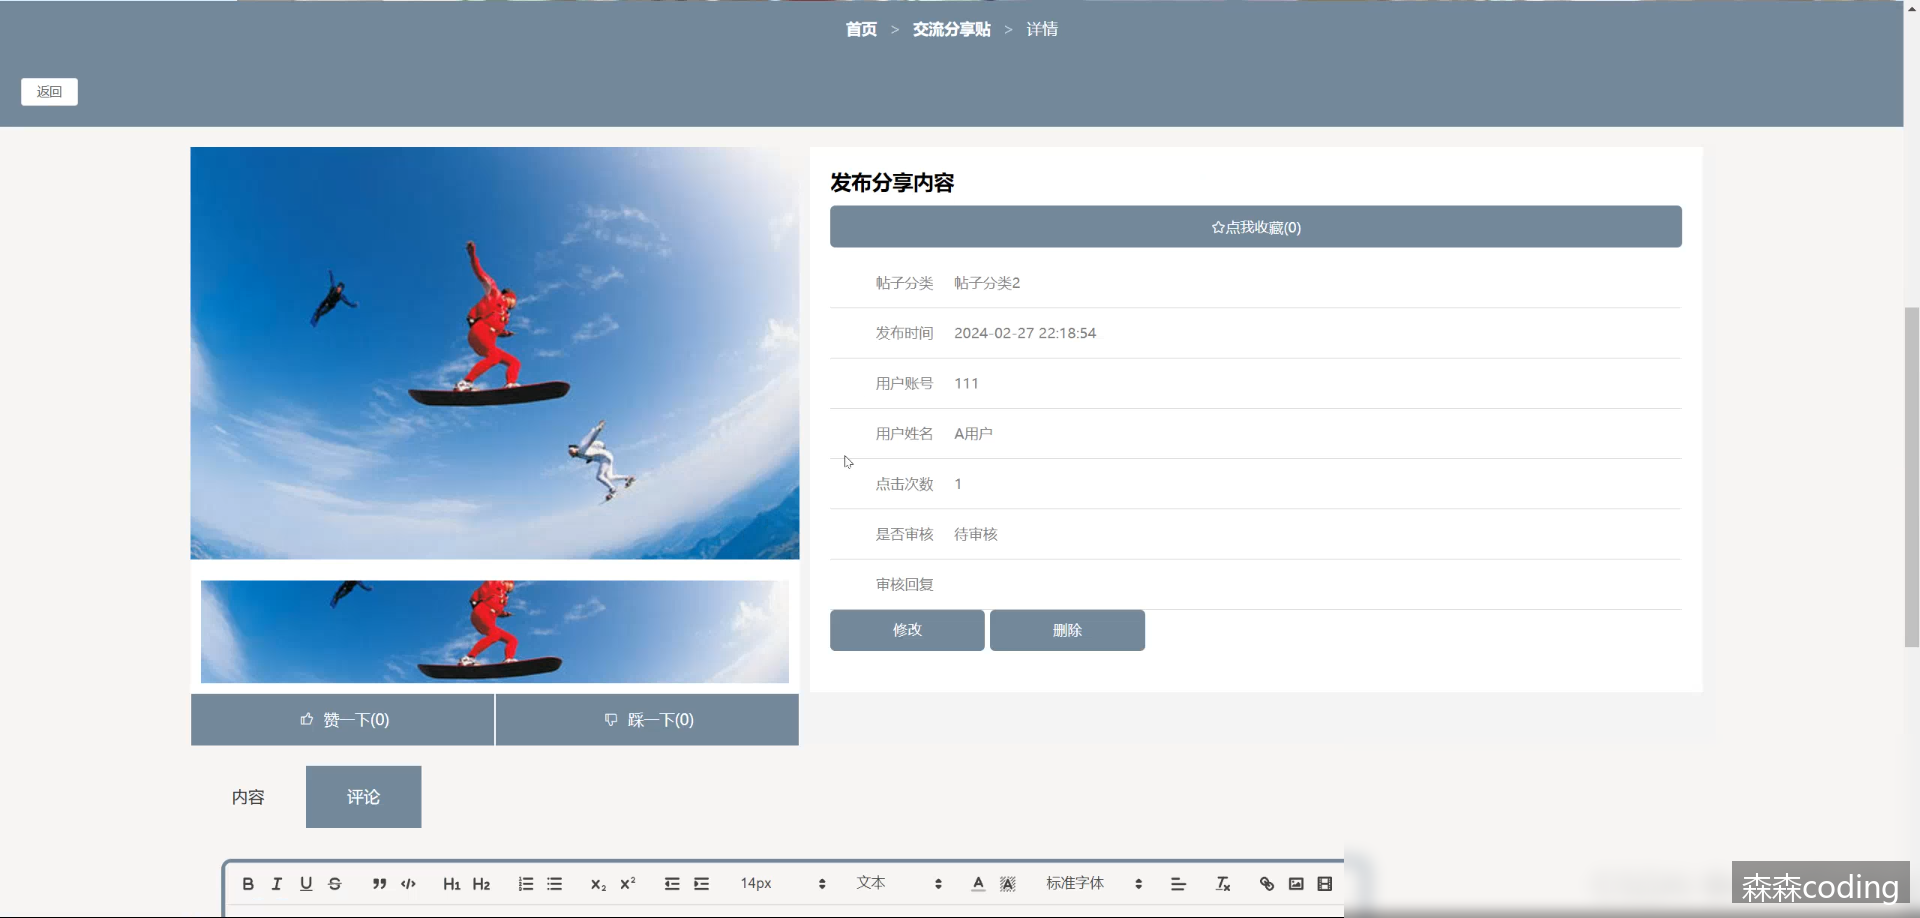 首页 > 交流分享贴 > 详情
返回
发布分享内容
点我收藏(0)
帖子分类 帖子分类2
发布时间 2024-02-27 22:18:54
用户账号 111
用户姓名 A用户
点击次数 1
是否审核 待审核
审核回复
修改 删除
赞一下(0) 踩一下(0)
内容 评论
B I U S H1 H2 x₂ x² 14px 文本 A A 标准字体 Tx
森森coding